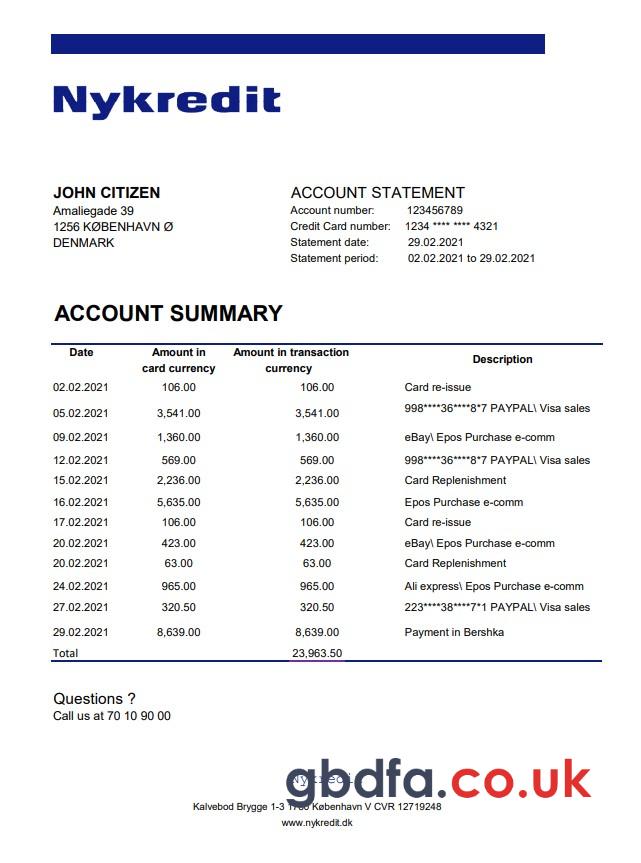 Nykredit
JOHN CITIZEN
Amaliegade 39
1256 KØBENHAVN Ø
DENMARK
ACCOUNT STATEMENT
Account number: 123456789
Credit Card number: 1234 **** **** 4321
Statement date: 29.02.2021
Statement period: 02.02.2021 to 29.02.2021
ACCOUNT SUMMARY
Date Amount in card currency Amount in transaction currency Description
02.02.2021 106.00 106.00 Card re-issue
05.02.2021 3,541.00 3,541.00 998****36****8*7 PAYPAL\ Visa sales
09.02.2021 1,360.00 1,360.00 eBay\ Epos Purchase e-comm
12.02.2021 569.00 569.00 998****36****8*7 PAYPAL\ Visa sales
15.02.2021 2,236.00 2,236.00 Card Replenishment
16.02.2021 5,635.00 5,635.00 Epos Purchase e-comm
17.02.2021 106.00 106.00 Card re-issue
20.02.2021 423.00 423.00 eBay\ Epos Purchase e-comm
20.02.2021 63.00 63.00 Card Replenishment
24.02.2021 965.00 965.00 Ali express\ Epos Purchase e-comm
27.02.2021 320.50 320.50 223****38****7*1 PAYPAL\ Visa sales
29.02.2021 8,639.00 8,639.00 Payment in Bershka
Total 23,963.50
Questions ?
Call us at 70 10 90 00
Nykredit
gbdfa.co.uk
Kalvebod Brygge 1-3 1780 København V CVR 12719248
www.nykredit.dk